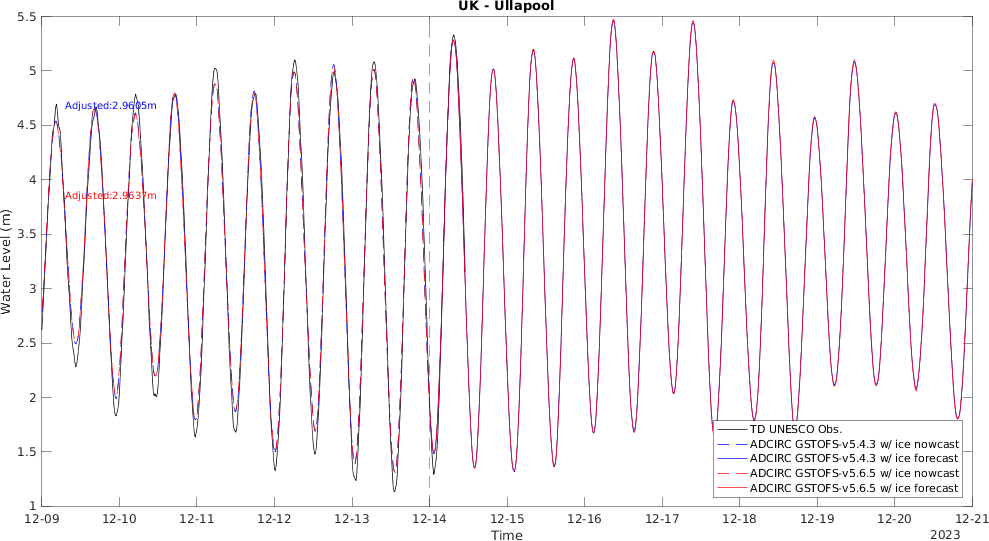 UK - Ullapool
5.5
5
4.5
4
3.5
3
2.5
2
1.5
1
Water Level (m)
Adjusted:2.9605m
Adjusted:2.9637m
TD UNESCO Obs.
ADCIRC GSTOFS-v5.4.3 w/ ice nowcast
ADCIRC GSTOFS-v5.4.3 w/ ice forecast
ADCIRC GSTOFS-v5.6.5 w/ ice nowcast
ADCIRC GSTOFS-v5.6.5 w/ ice forecast
12-09 12-10 12-11 12-12 12-13 12-14 12-15 12-16 12-17 12-18 12-19 12-20 12-21
Time
2023